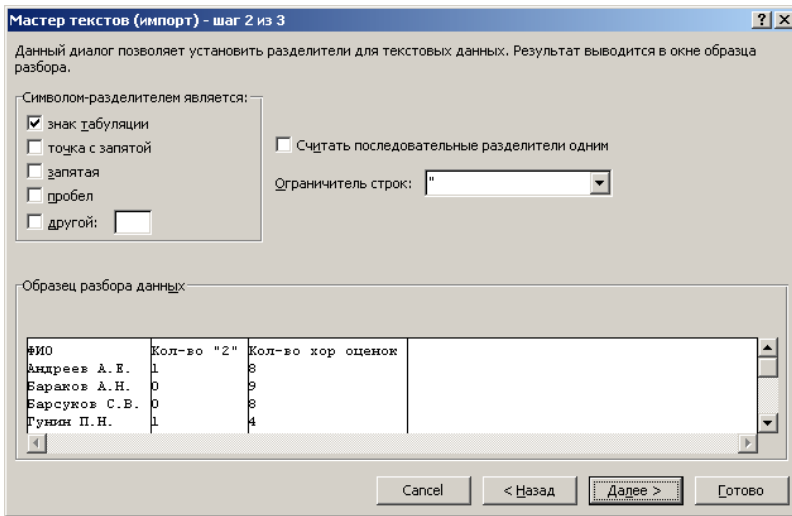 Мастер текстов (импорт) - шаг 2 из 3
Данный диалог позволяет установить разделители для текстовых данных. Результат выводится в окне образца
разбора.
Символом-разделителем является:
знак табуляции
точка с запятой
запятая
пробел
другой:
Считать последовательные разделители одним
Ограничитель строк: "
Образец разбора данных
ФИО Кол-во "2" Кол-во хор оценок
Андреев А.Е. 1 8
Бараков А.Н. 0 9
Барсуков С.В. 0 8
Гунин П.Н. 1 4
Cancel < Назад Далее > Готово